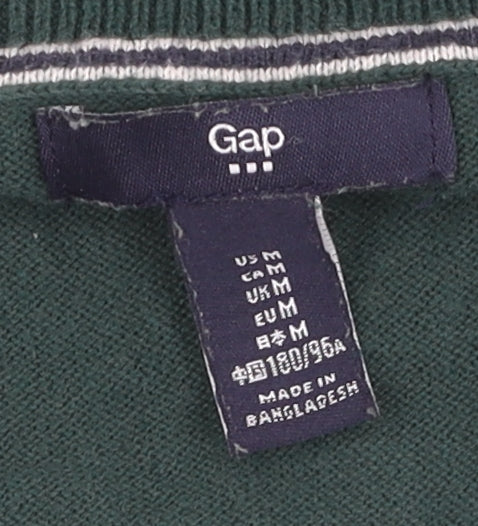 Gap
US M
CA M
UK M
EU M
日本 M
中国 180/96A
MADE IN
BANGLADESH